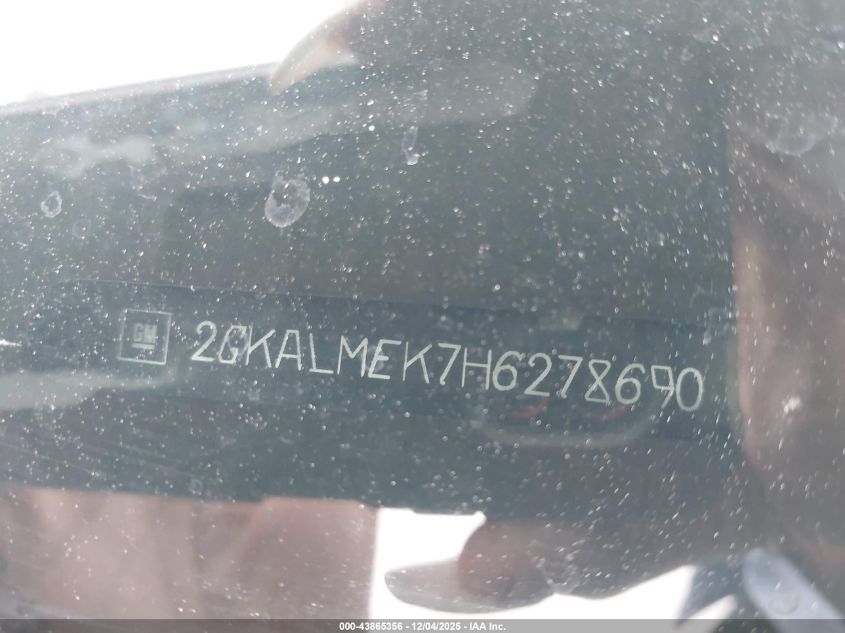 GM 2GKALMEK7H6278690
000-43865356 - 12/04/2025 - IAA Inc.